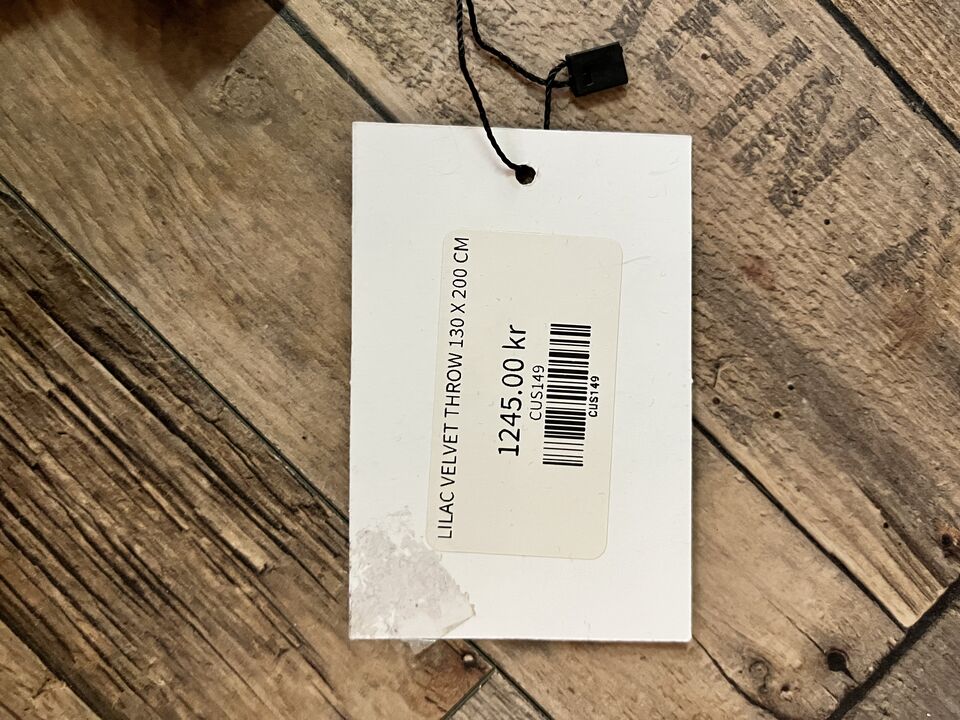 LILAC VELVET THROW 130 X 200 CM
1245.00 kr
CUS149
CUS149